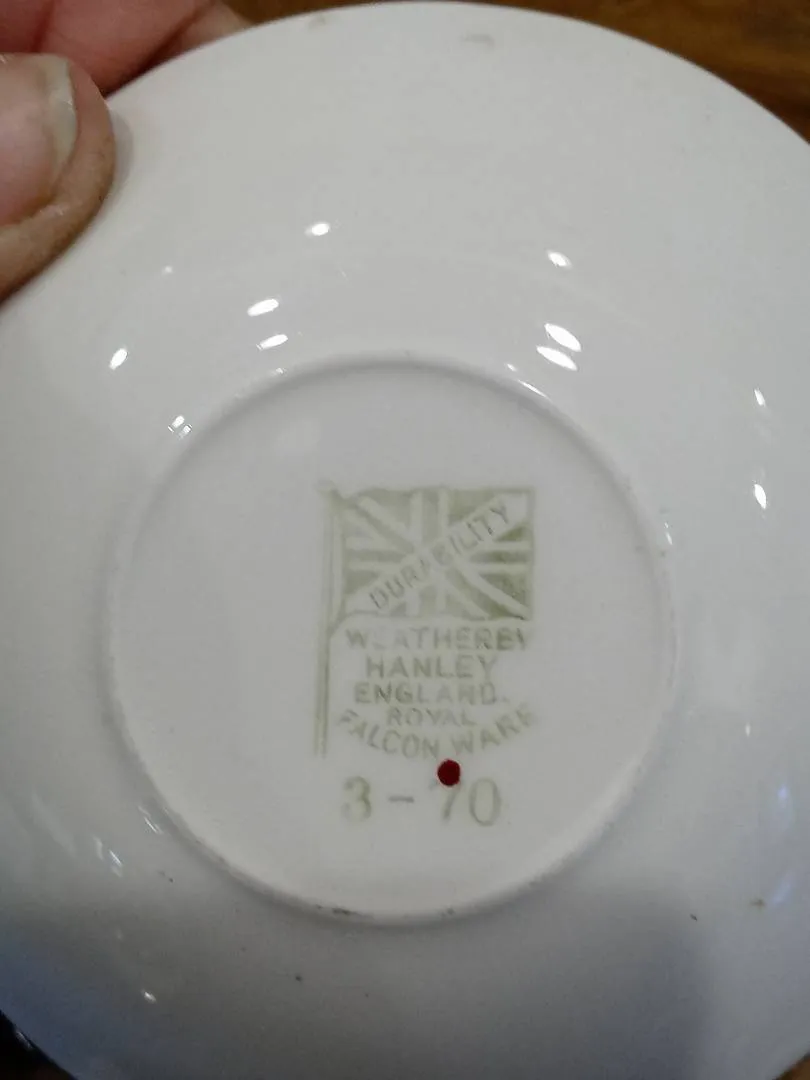 DURABILITY
WEATHERBY
HANLEY
ENGLAND.
ROYAL
FALCON WARE
3-70